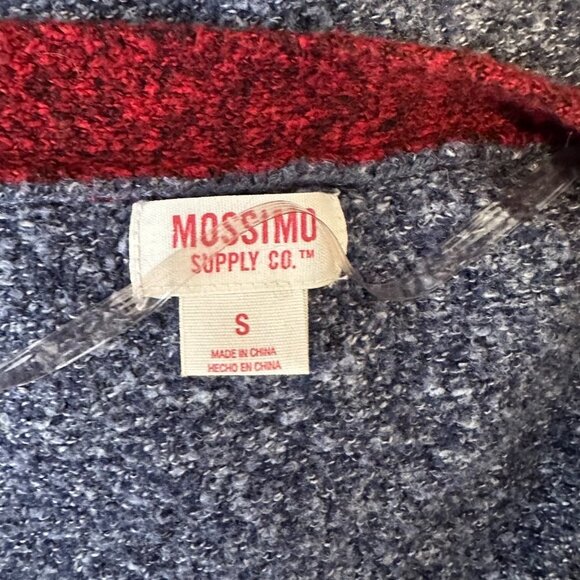 MOSSIMO
SUPPLY CO.™
S
MADE IN CHINA
HECHO EN CHINA